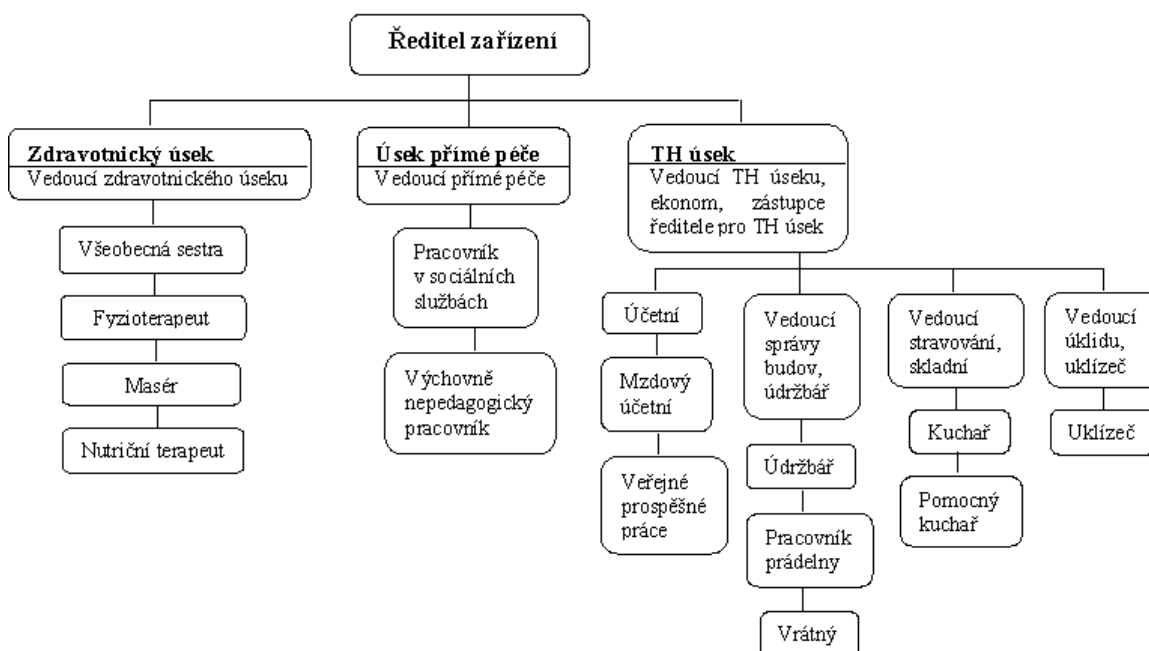 Ředitel zařízení
Zdravotnický úsek
Vedoucí zdravotnického úseku
Všeobecná sestra
Fyzioterapeut
Masér
Nutriční terapeut
Úsek přímé péče
Vedoucí přímé péče
Pracovník
v sociálních
službách
Výchovně
nepedagogický
pracovník
TH úsek
Vedoucí TH úseku,
ekonom, zástupce
ředitele pro TH úsek
Účetní
Mzdový
účetní
Veřejné
prospěšné
práce
Vedoucí
správy
budov,
údržbář
Údržbář
Pracovník
prádelny
Vrátný
Vedoucí
stravování,
skladní
Kuchař
Pomocný
kuchař
Vedoucí
úklidu,
uklízeč
Uklízeč